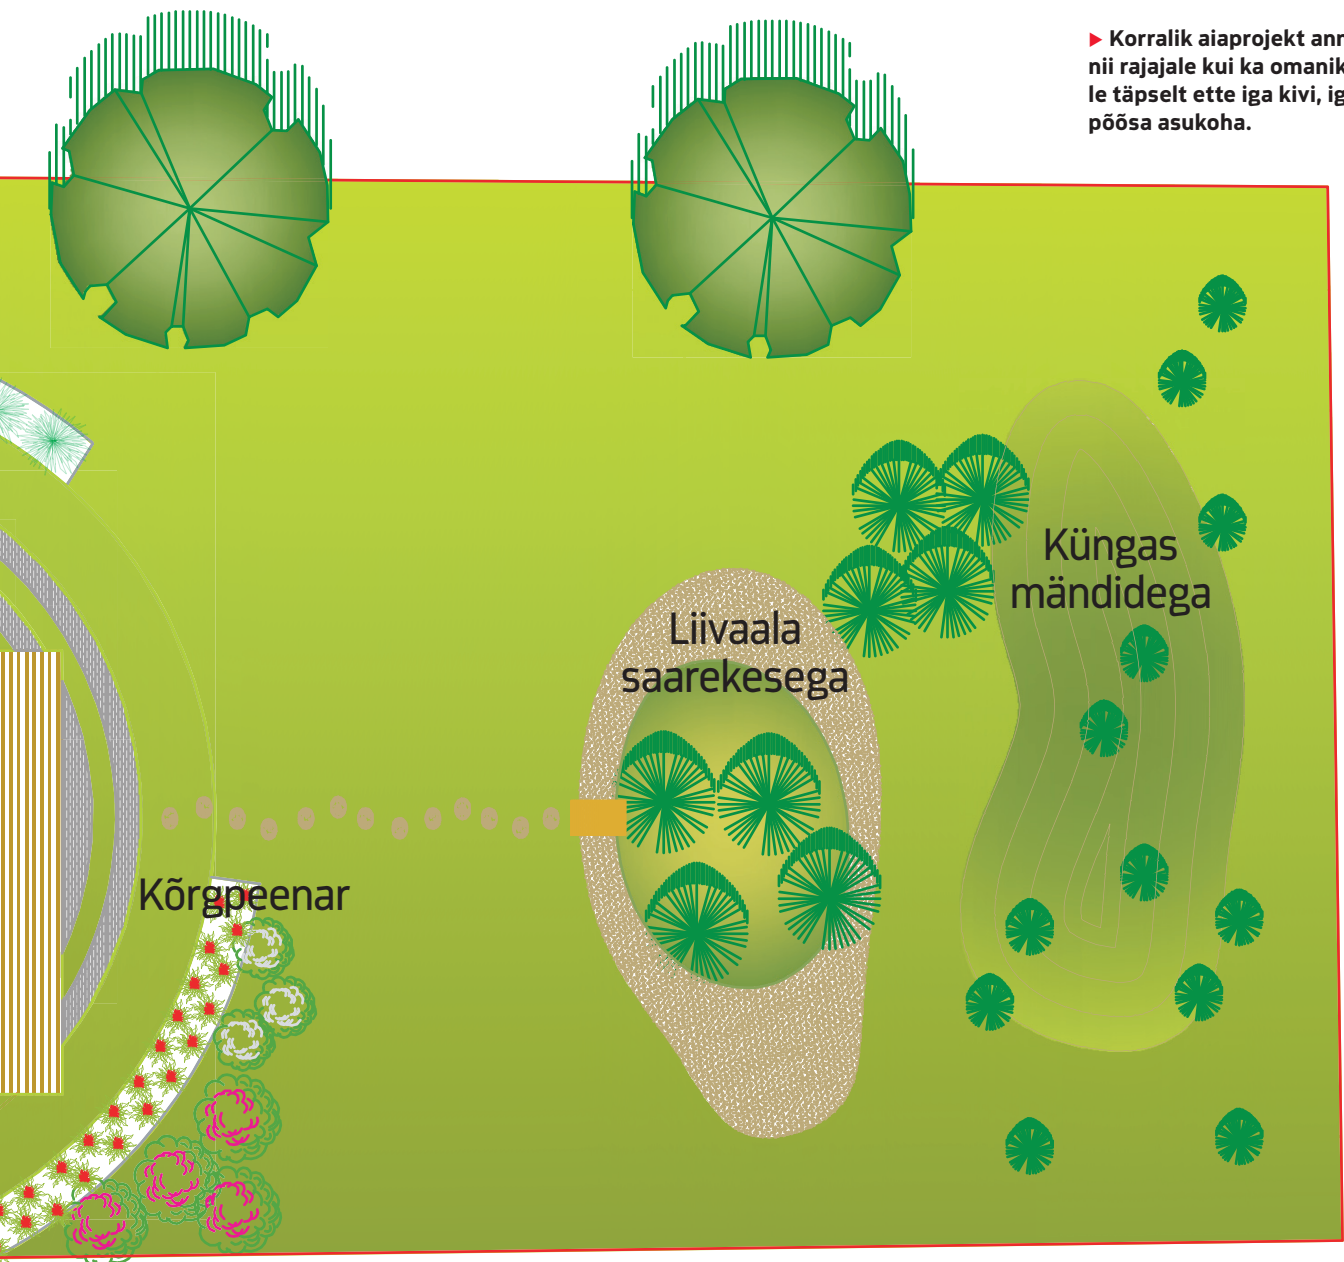 ▶ Korralik aiaprojekt ann
nii rajajale kui ka omanik
le täpselt ette iga kivi, ig
põõsa asukoha.
Küngas
mändidega
Liivaala
saarekesega
Kõrgpeenar